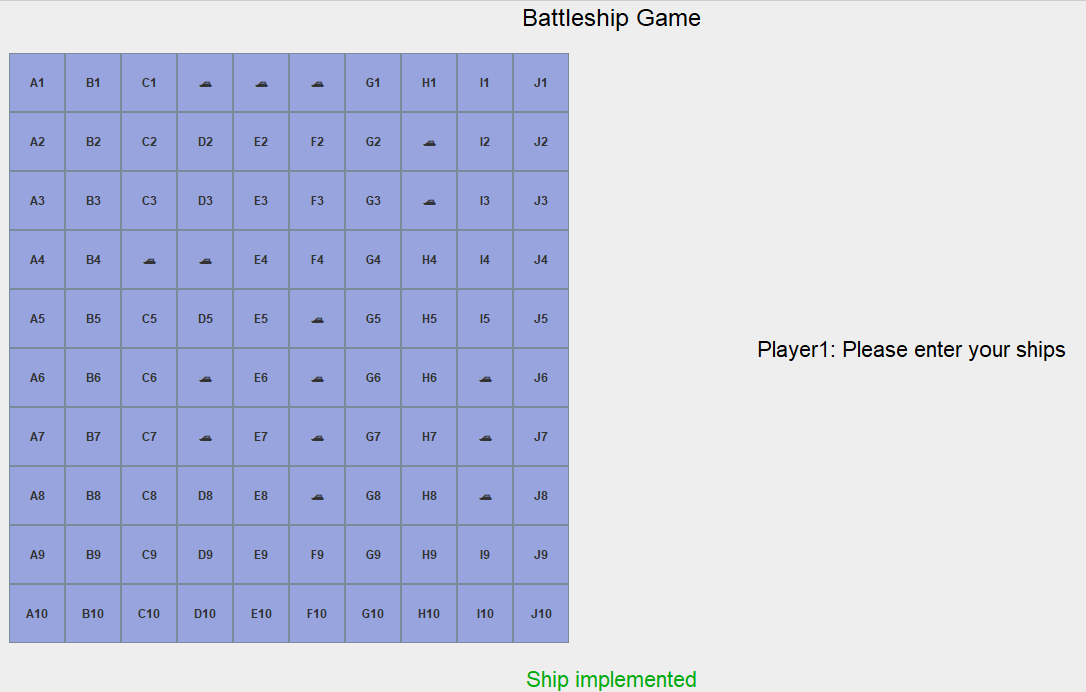 Battleship Game
A1 B1 C1 G1 H1 I1 J1
A2 B2 C2 D2 E2 F2 G2 I2 J2
A3 B3 C3 D3 E3 F3 G3 I3 J3
A4 B4 E4 F4 G4 H4 I4 J4
A5 B5 C5 D5 E5 G5 H5 I5 J5
Player1: Please enter your ships
A6 B6 C6 E6 G6 H6 J6
A7 B7 C7 E7 G7 H7 J7
A8 B8 C8 D8 E8 G8 H8 J8
A9 B9 C9 D9 E9 F9 G9 H9 I9 J9
A10 B10 C10 D10 E10 F10 G10 H10 I10 J10
Ship implemented